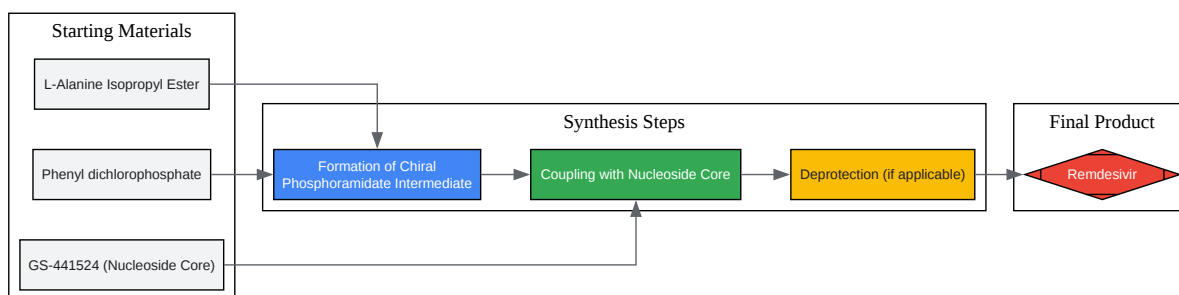 Starting Materials
L-Alanine Isopropyl Ester
Phenyl dichlorophosphate
GS-441524 (Nucleoside Core)
Synthesis Steps
Formation of Chiral
Phosphoramidate Intermediate
Coupling with Nucleoside Core
Deprotection (if applicable)
Final Product
Remdesivir